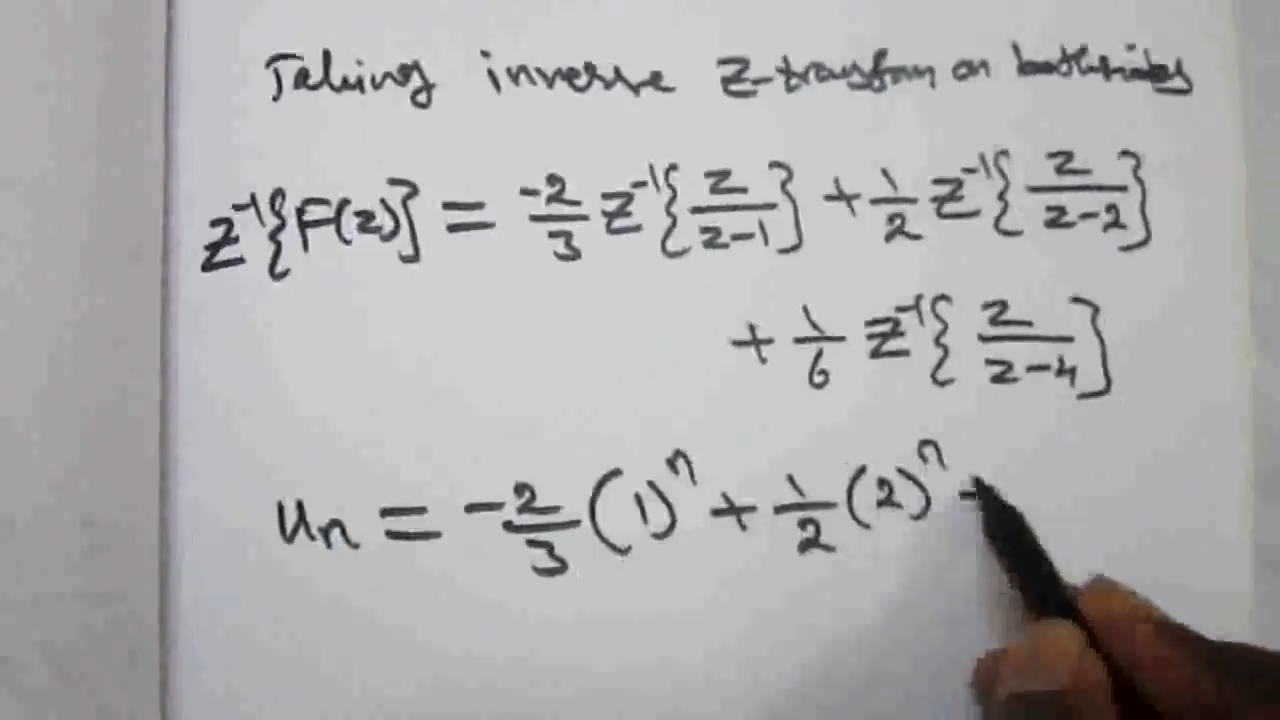 Taking inverse Z-transform on both sides
Z⁻¹{F(z)} = -2/3 Z⁻¹{z/(z-1)} + 1/2 Z⁻¹{z/(z-2)}
+ 1/6 Z⁻¹{z/(z-4)}
uₙ = -2/3 (1)ⁿ + 1/2 (2)ⁿ -